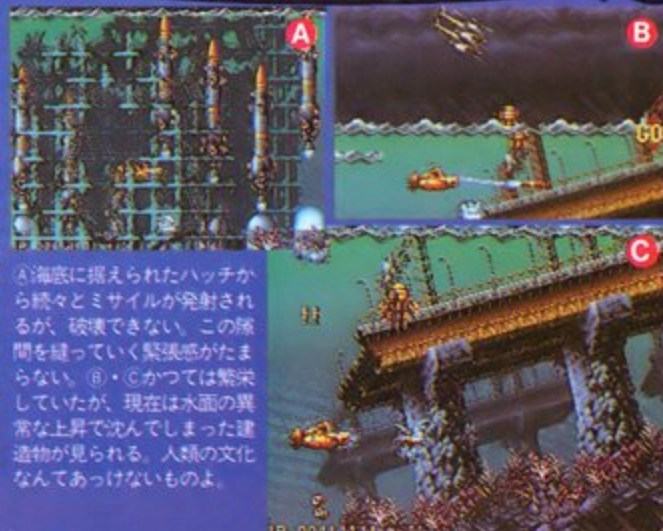 A
B
GO
C
Ⓐ海底に据えられたハッチか
ら続々とミサイルが発射され
るが、破壊できない。この隙
間を縫っていく緊張感がたま
らない。Ⓑ・Ⓒかつては繁栄
していたが、現在は水面の異
常な上昇で沈んでしまった建
造物が見られる。人類の文化
なんてあっけないものよ。